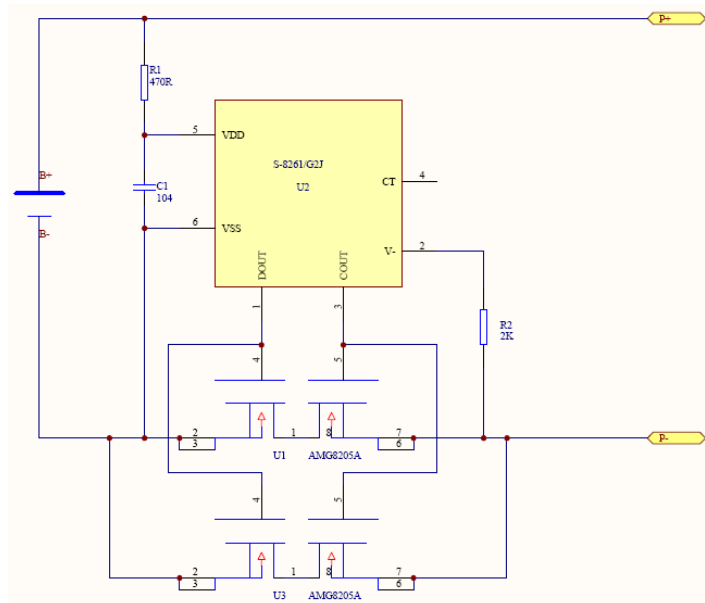 P+
R1
470R
5
VDD
S-8261/G2J
U2
CT
4
B+
C1
104
6
VSS
B-
V-
2
DOUT
COUT
1
3
R2
2K
4
5
2
3
1
8
7
6
P-
U1
AMG8205A
4
5
2
3
1
8
7
6
U3
AMG8205A